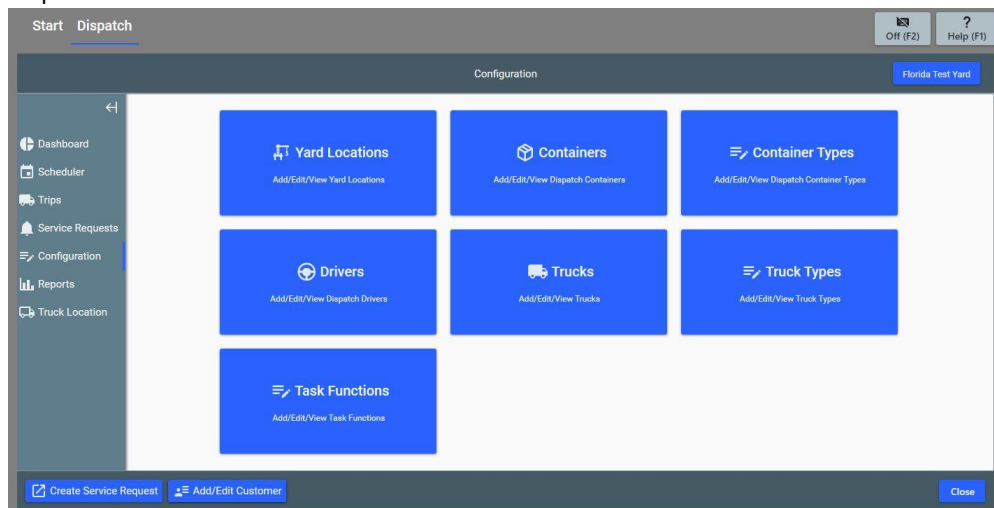 Start Dispatch
Off (F2)
?
Help (F1)
Configuration
Florida Test Yard
Dashboard
Scheduler
Trips
Service Requests
Configuration
Reports
Truck Location
Yard Locations
Add/Edit/View Yard Locations
Containers
Add/Edit/View Dispatch Containers
Container Types
Add/Edit/View Dispatch Container Types
Drivers
Add/Edit/View Dispatch Drivers
Trucks
Add/Edit/View Trucks
Truck Types
Add/Edit/View Truck Types
Task Functions
Add/Edit/View Task Functions
Create Service Request
Add/Edit Customer
Close